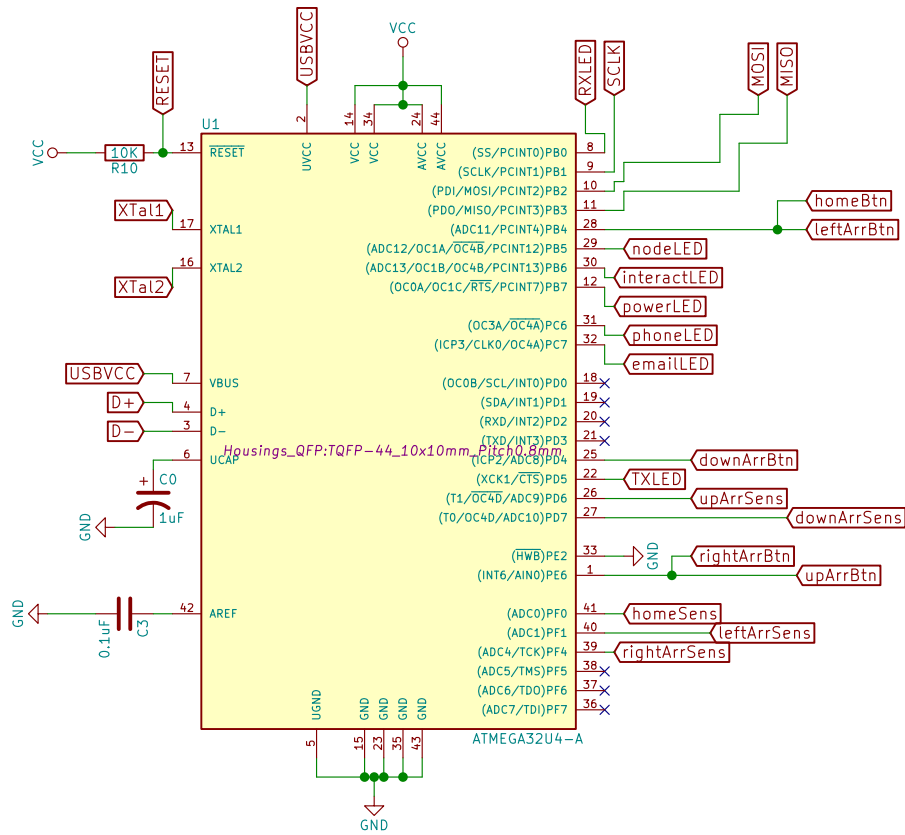 VCC
USBVCC
RESET
RXLED
SCLK
MOSI
MISO
U1
2
14
34
24
44
UVCC
VCC
VCC
AVCC
AVCC
VCC
10K
R10
13
RESET
(SS/PCINT0)PB0
8
(SCLK/PCINT1)PB1
9
(PDI/MOSI/PCINT2)PB2
10
XTal1
(PDO/MISO/PCINT3)PB3
11
homeBtn
17
XTAL1
(ADC11/PCINT4)PB4
28
leftArrBtn
(ADC12/OC1A/OC4B/PCINT12)PB5
29
nodeLED
16
XTAL2
(ADC13/OC1B/OC4B/PCINT13)PB6
30
interactLED
XTal2
(OC0A/OC1C/RTS/PCINT7)PB7
12
powerLED
(OC3A/OC4A)PC6
31
phoneLED
(ICP3/CLK0/OC4A)PC7
32
emailLED
USBVCC
7
VBUS
(OC0B/SCL/INT0)PD0
18
D+
4
D+
(SDA/INT1)PD1
19
D-
3
D-
(RXD/INT2)PD2
20
(TXD/INT3)PD3
21
Housings_QFP:TQFP-44_10x10mm_Pitch0.8mm
6
UCAP
(ICP2/ADC8)PD4
25
downArrBtn
+
C0
1uF
GND
(XCK1/CTS)PD5
22
TXLED
(T1/OC4D/ADC9)PD6
26
upArrSens
(T0/OC4D/ADC10)PD7
27
downArrSens
(HWB)PE2
33
GND
rightArrBtn
(INT6/AIN0)PE6
1
upArrBtn
GND
0.1uF
C3
42
AREF
(ADC0)PF0
41
homeSens
(ADC1)PF1
40
leftArrSens
(ADC4/TCK)PF4
39
rightArrSens
(ADC5/TMS)PF5
38
(ADC6/TDO)PF6
37
(ADC7/TDI)PF7
36
UGND
GND
GND
GND
GND
5
15
23
35
43
ATMEGA32U4-A
GND